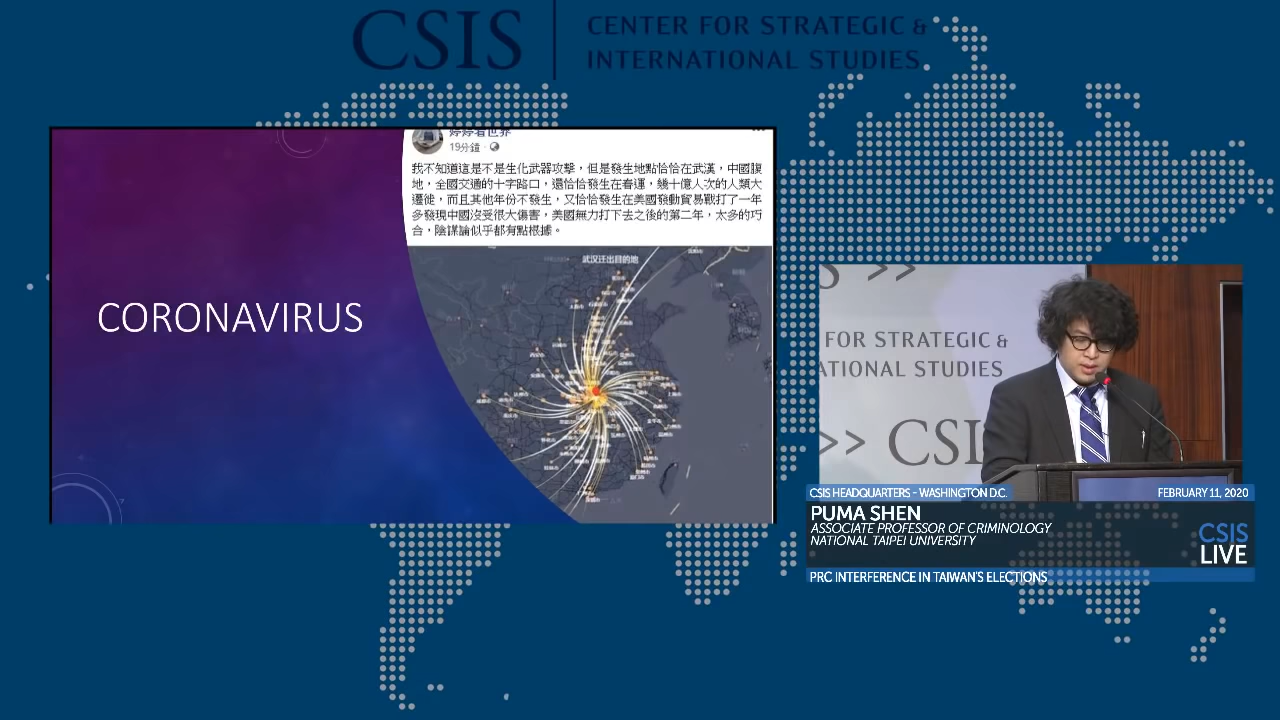 CSIS
CENTER FOR STRATEGIC &
INTERNATIONAL STUDIES
CORONAVIRUS
婷婷看世界
19分鐘
我不知道這是不是生化武器攻擊，但是發生地點恰恰在武漢，中國腹
地，全國交通的十字路口，還恰恰發生在春運，幾十億人次的人類大
遷徙，而且其他年份不發生，又恰恰發生在美國發動貿易戰打了一年
多發現中國沒受很大傷害，美國無力打下去之後的第二年，太多的巧
合，陰謀論似乎都有點根據。
武汉迁出目的地
S >>
FOR STRATEGIC &
ATIONAL STUDIES
>> CSI
CSIS HEADQUARTERS - WASHINGTON D.C.
FEBRUARY 11, 2020
PUMA SHEN
ASSOCIATE PROFESSOR OF CRIMINOLOGY
NATIONAL TAIPEI UNIVERSITY
CSIS
LIVE
PRC INTERFERENCE IN TAIWAN'S ELECTIONS